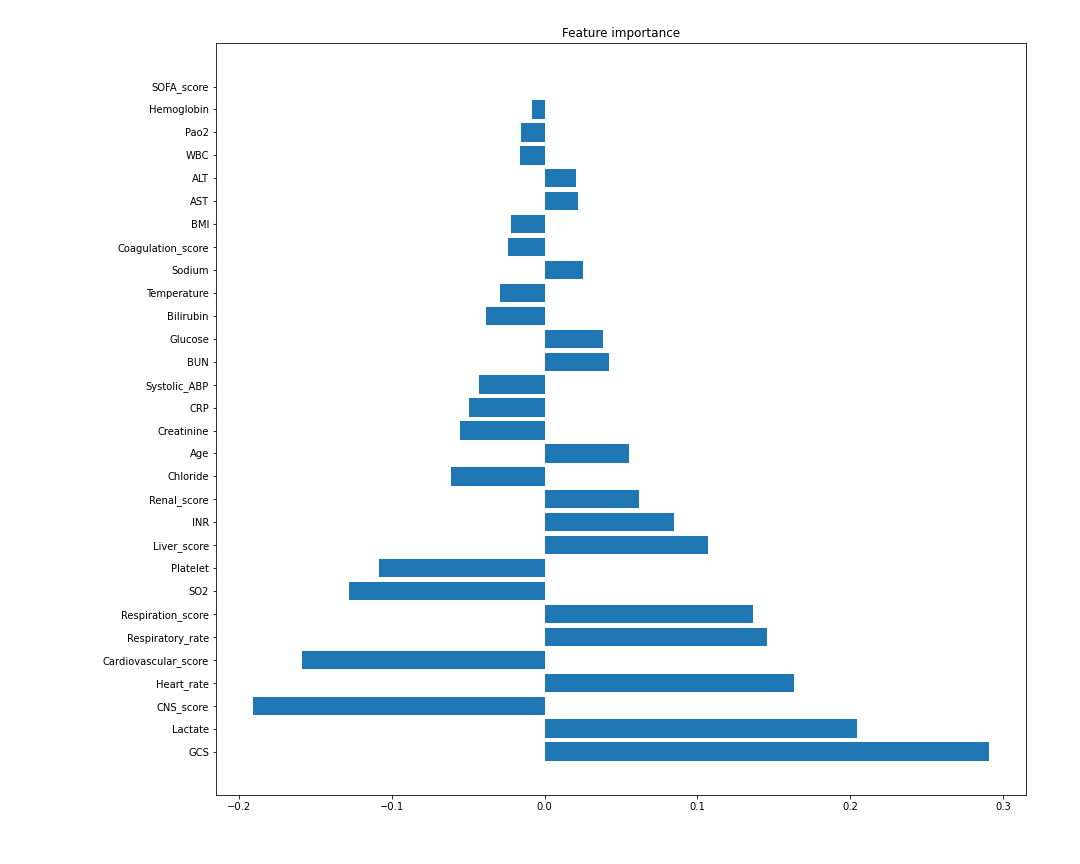 Feature importance
SOFA_score
Hemoglobin
Pao2
WBC
ALT
AST
BMI
Coagulation_score
Sodium
Temperature
Bilirubin
Glucose
BUN
Systolic_ABP
CRP
Creatinine
Age
Chloride
Renal_score
INR
Liver_score
Platelet
SO2
Respiration_score
Respiratory_rate
Cardiovascular_score
Heart_rate
CNS_score
Lactate
GCS
−0.2 −0.1 0.0 0.1 0.2 0.3